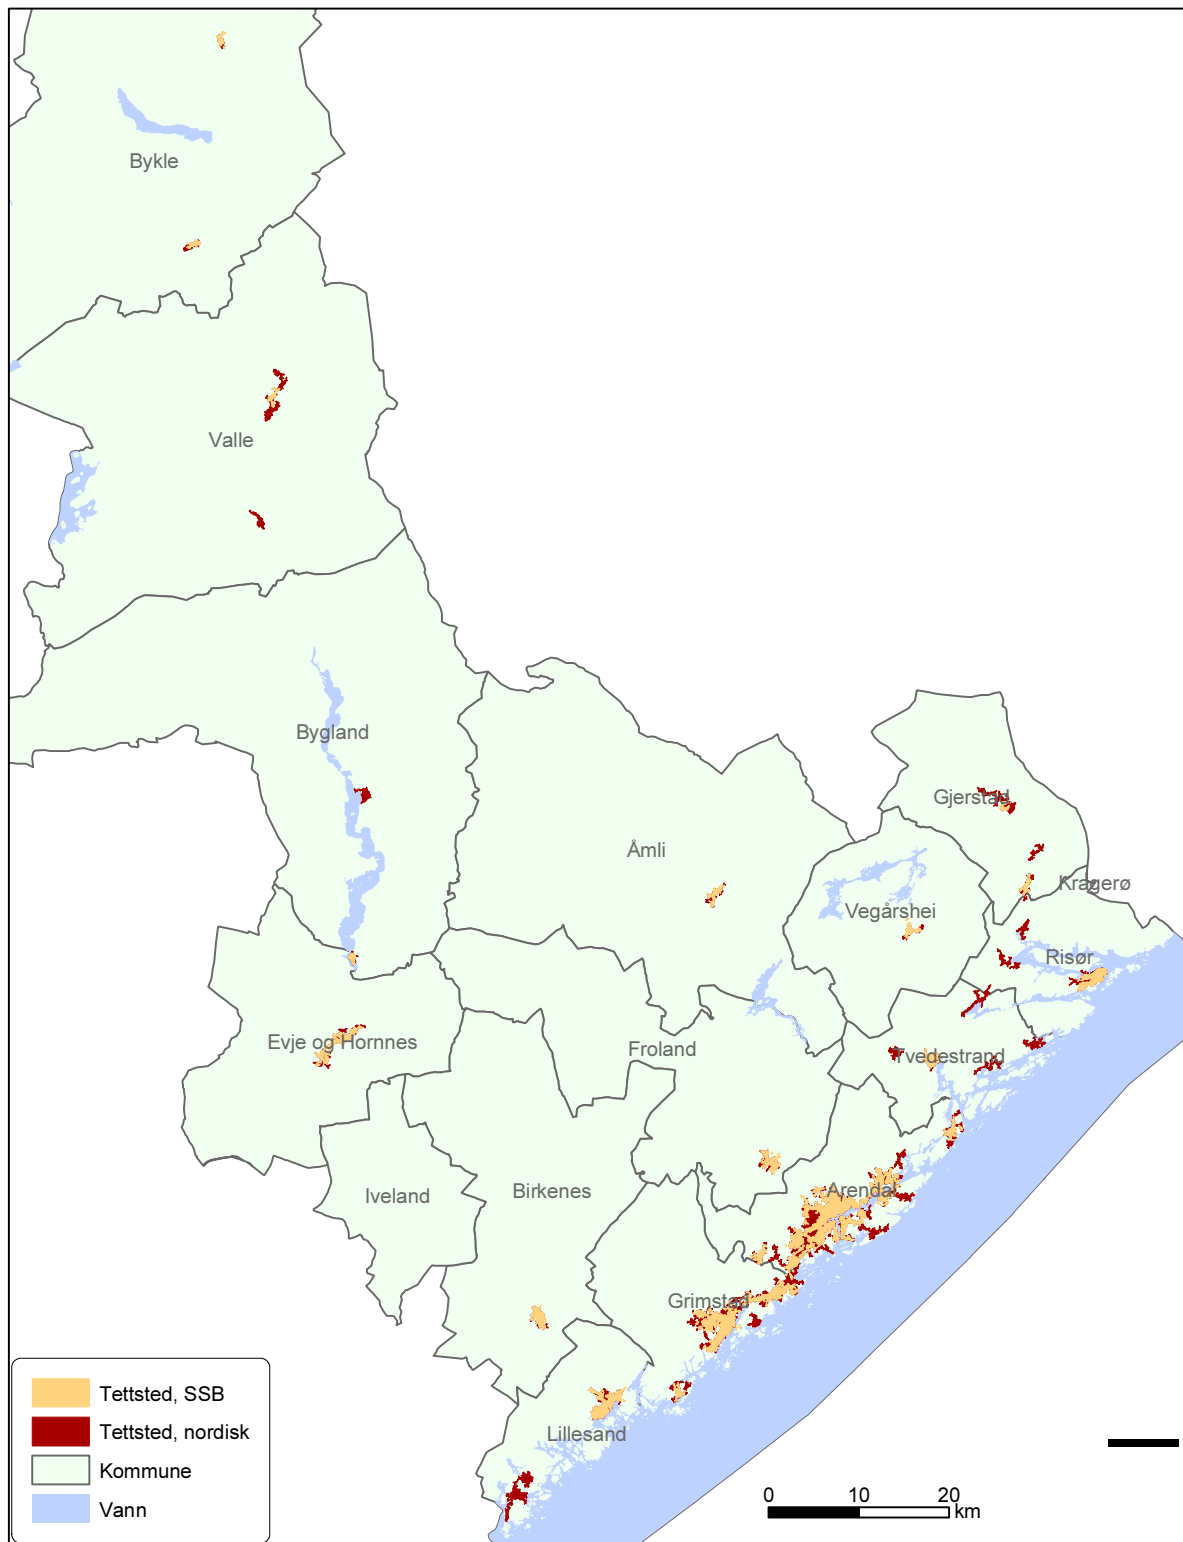 Bykle
Valle
Bygland
Gjerstad
Åmli
Kragerø
Vegårshei
Risør
Evje og Hornnes
Froland
Tvedestrand
Iveland
Birkenes
Arendal
Grimstad
Lillesand
Tettsted, SSB
Tettsted, nordisk
Kommune
Vann
0 10 20
km